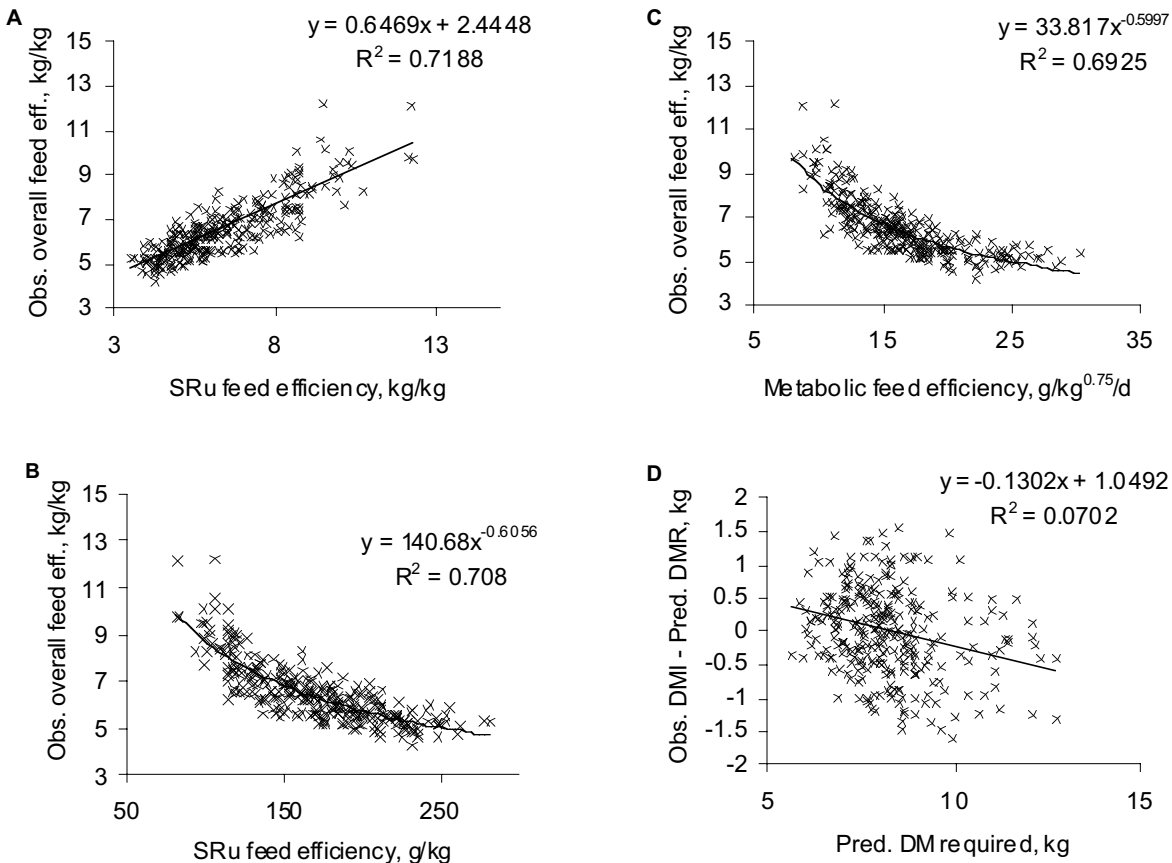 A
y = 0.6469x + 2.4448
R² = 0.7188
Obs. overall feed eff., kg/kg
15
13
11
9
7
5
3
3 8 13
SRu feed efficiency, kg/kg
C
y = 33.817x^-0.5997
R² = 0.6925
Obs. overall feed eff., kg/kg
15
13
11
9
7
5
3
5 15 25 35
Metabolic feed efficiency, g/kg^0.75/d
B
y = 140.68x^-0.6056
R² = 0.708
Obs. overall feed eff., kg/kg
15
13
11
9
7
5
3
50 150 250
SRu feed efficiency, g/kg
D
y = -0.1302x + 1.0492
R² = 0.0702
Obs. DMI - Pred. DMR, kg
2
1.5
1
0.5
0
-0.5
-1
-1.5
-2
5 10 15
Pred. DM required, kg